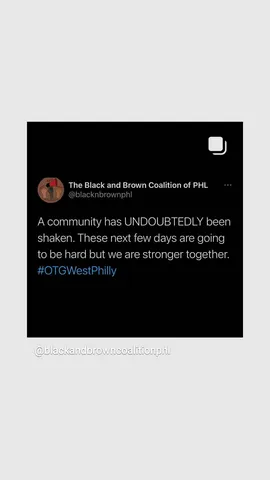 The Black and Brown Coalition of PHL
@blacknbrownphl
A community has UNDOUBTEDLY been
shaken. These next few days are going
to be hard but we are stronger together.
#OTGWestPhilly
@blackandbrowncoalitionphl